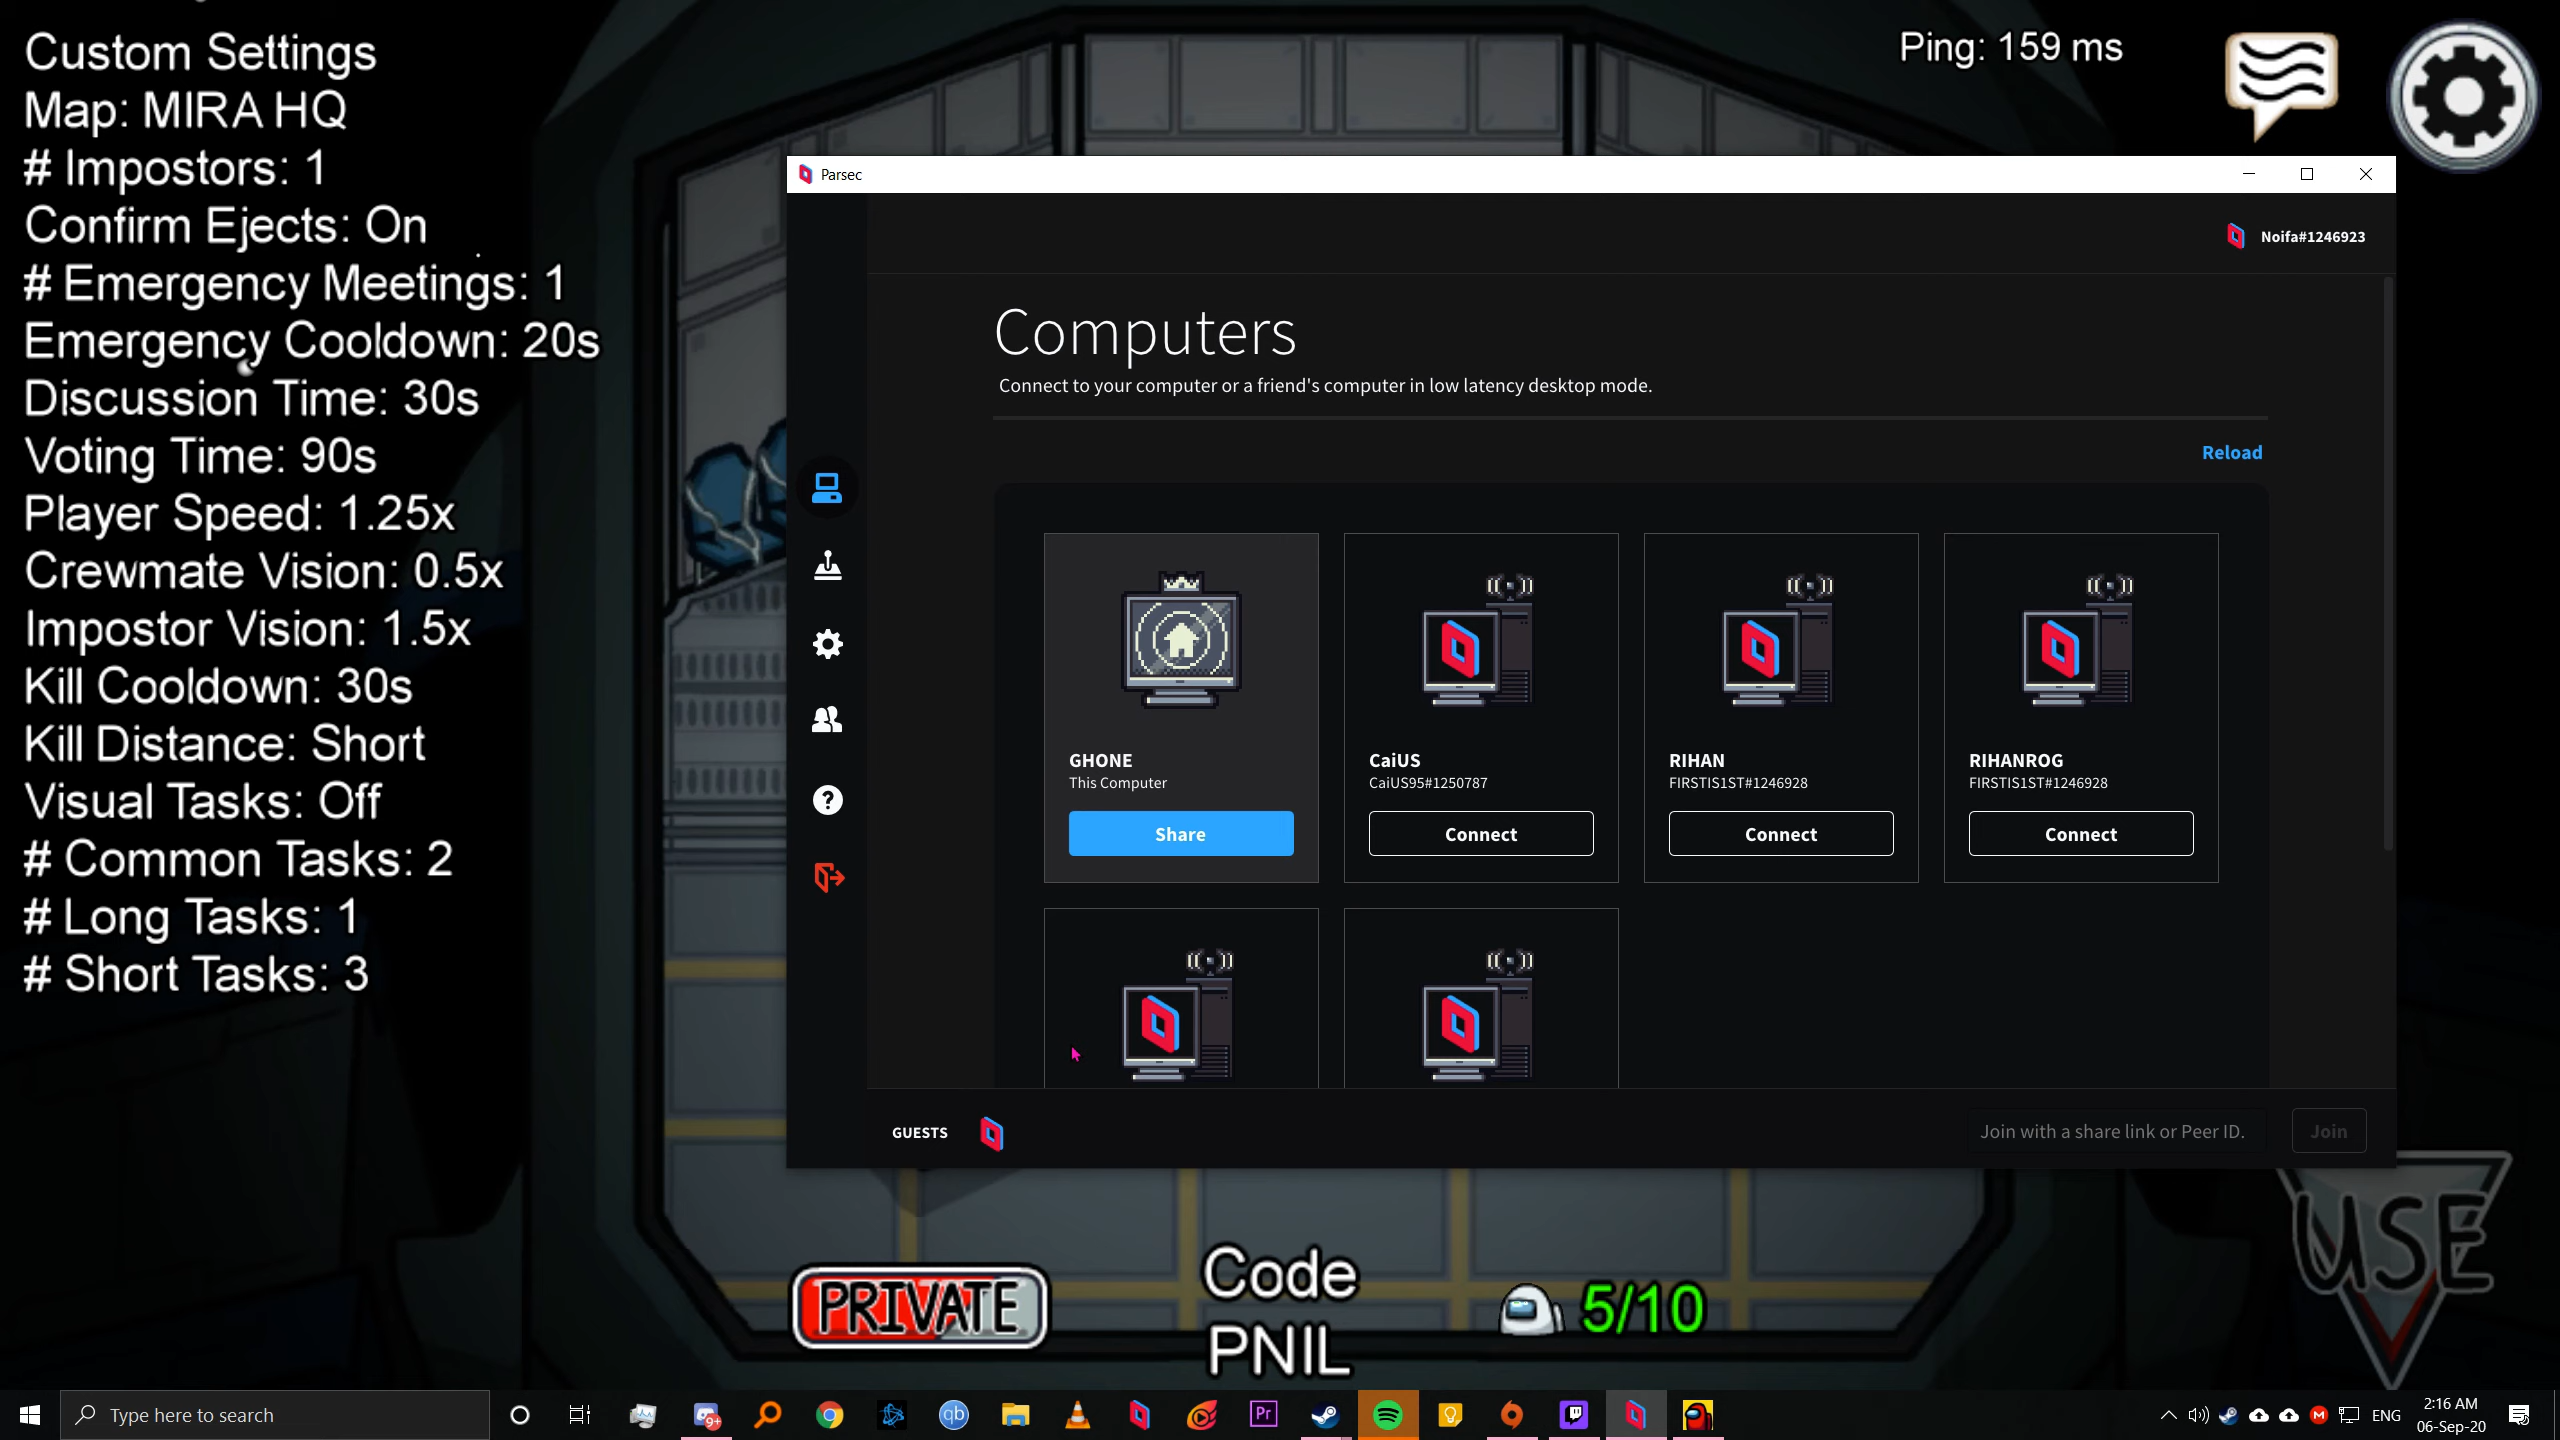 Custom Settings
Map: MIRA HQ
# Impostors: 1
Confirm Ejects: On
# Emergency Meetings: 1
Emergency Cooldown: 20s
Discussion Time: 30s
Voting Time: 90s
Player Speed: 1.25x
Crewmate Vision: 0.5x
Impostor Vision: 1.5x
Kill Cooldown: 30s
Kill Distance: Short
Visual Tasks: Off
# Common Tasks: 2
# Long Tasks: 1
# Short Tasks: 3
Ping: 159 ms
Parsec
Noifa#1246923
Computers
Connect to your computer or a friend's computer in low latency desktop mode.
Reload
GHONE
This Computer
Share
CaiUS
CaiUS95#1250787
Connect
RIHAN
FIRSTIS1ST#1246928
Connect
RIHANROG
FIRSTIS1ST#1246928
Connect
GUESTS
Join with a share link or Peer ID.
Join
PRIVATE
Code
PNIL
5/10
USE
Type here to search
9+
qb
Pr
M
ENG
2:16 AM
06-Sep-20